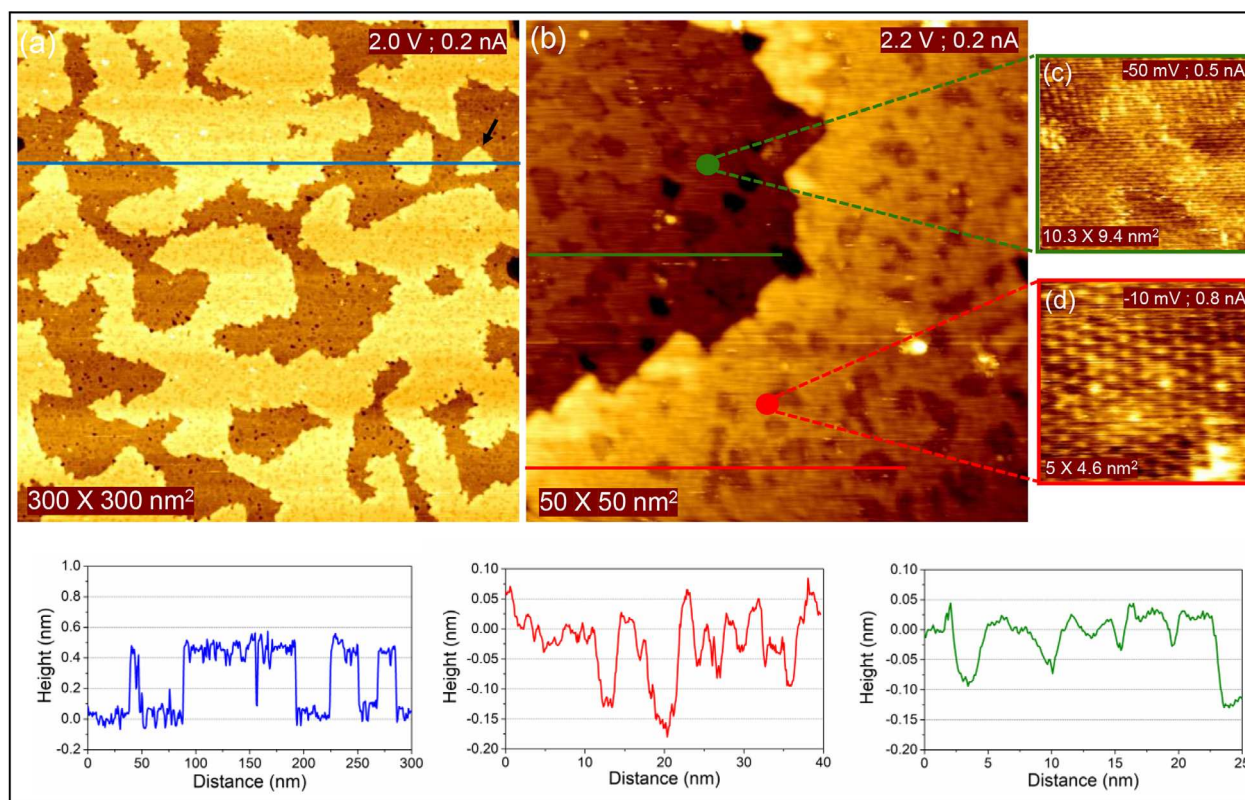 (a)
2.0 V ; 0.2 nA
300 X 300 nm²
(b)
2.2 V ; 0.2 nA
50 X 50 nm²
(c)
-50 mV ; 0.5 nA
10.3 X 9.4 nm²
(d)
-10 mV ; 0.8 nA
5 X 4.6 nm²
Height (nm)
1.0
0.8
0.6
0.4
0.2
0.0
-0.2
0 50 100 150 200 250 300
Distance (nm)
Height (nm)
0.10
0.05
0.00
-0.05
-0.10
-0.15
-0.20
0 10 20 30 40
Distance (nm)
Height (nm)
0.10
0.05
0.00
-0.05
-0.10
-0.15
-0.20
0 5 10 15 20 25
Distance (nm)